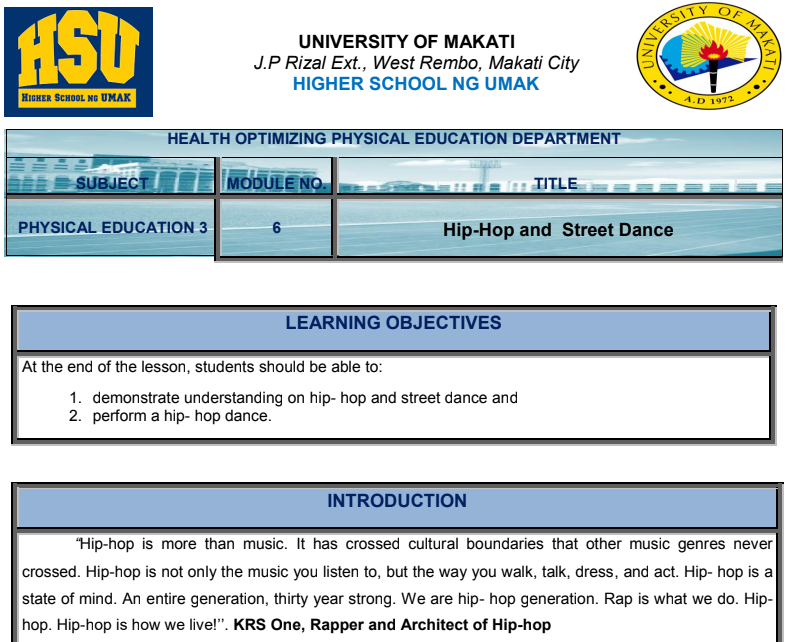 HSU
HIGHER SCHOOL NG UMAK
UNIVERSITY OF MAKATI
J.P Rizal Ext., West Rembo, Makati City
HIGHER SCHOOL NG UMAK
UNIVERSITY OF MAKATI
A.D 1972
HEALTH OPTIMIZING PHYSICAL EDUCATION DEPARTMENT
SUBJECT MODULE NO. TITLE
PHYSICAL EDUCATION 3 6 Hip-Hop and Street Dance
LEARNING OBJECTIVES
At the end of the lesson, students should be able to:
1. demonstrate understanding on hip- hop and street dance and
2. perform a hip- hop dance.
INTRODUCTION
“Hip-hop is more than music. It has crossed cultural boundaries that other music genres never
crossed. Hip-hop is not only the music you listen to, but the way you walk, talk, dress, and act. Hip- hop is a
state of mind. An entire generation, thirty year strong. We are hip- hop generation. Rap is what we do. Hip-
hop. Hip-hop is how we live!’’. KRS One, Rapper and Architect of Hip-hop